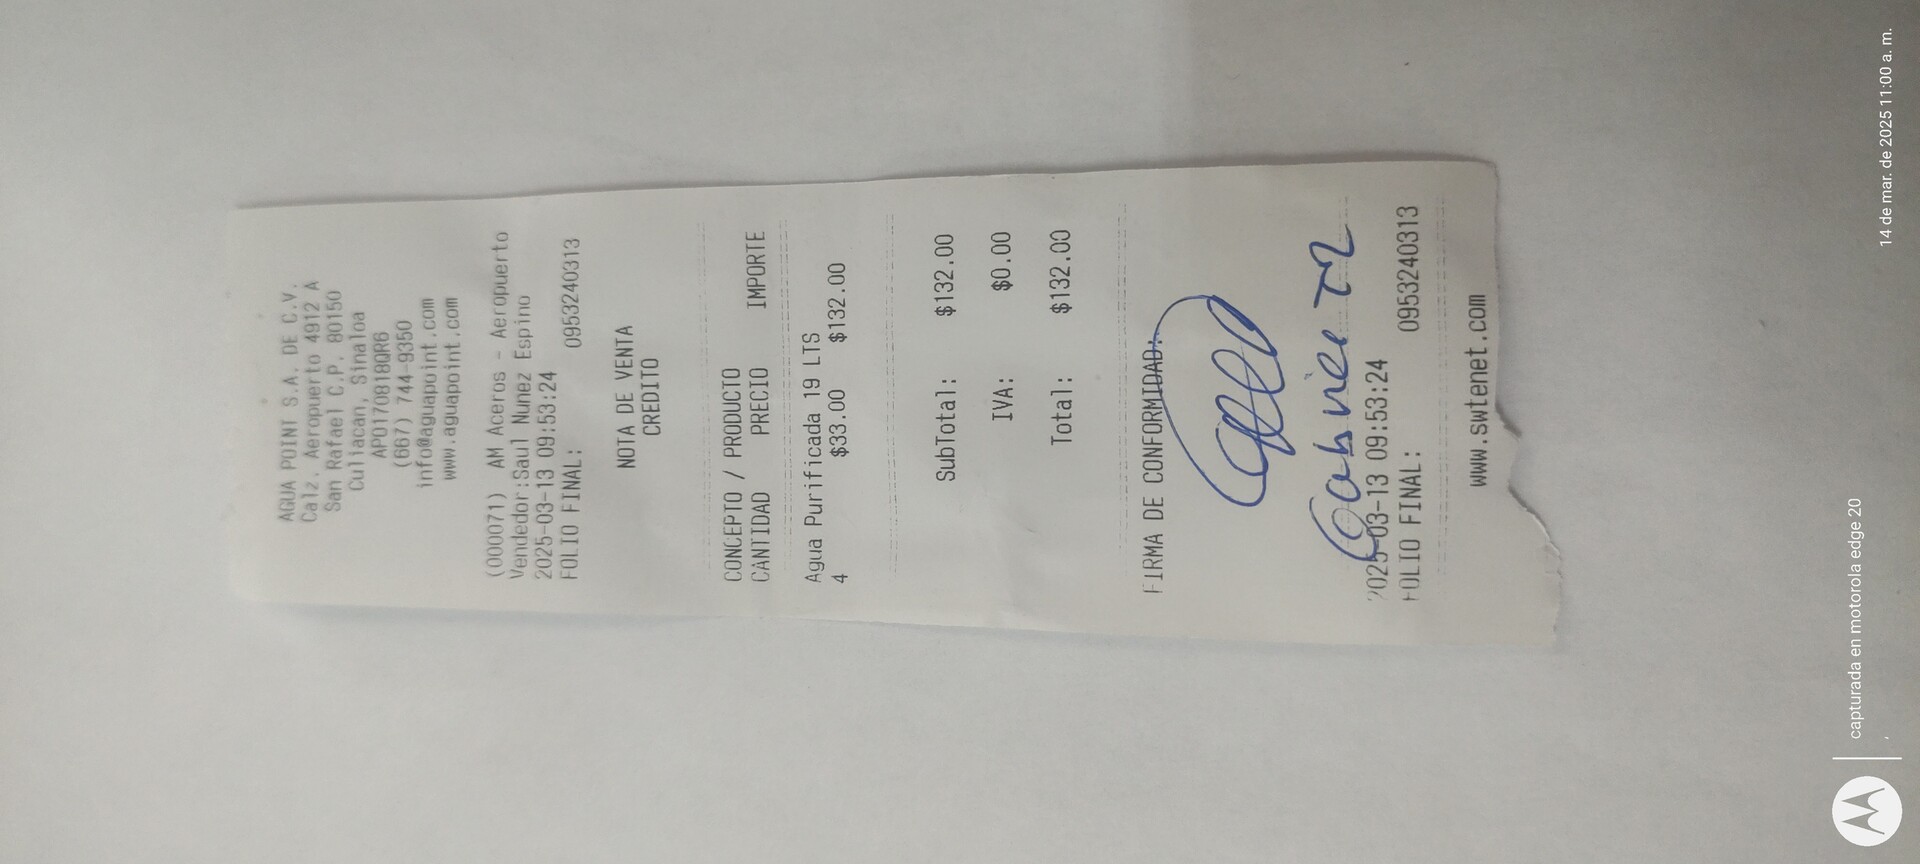 AGUA POINT S.A. DE C.V.
Calz. Aeropuerto 4912 A
San Rafael C.P. 80150
Culiacan, Sinaloa
APO170818QR6
(667) 744-9350
info@aguapoint.com
www.aguapoint.com
(000071) AM Aceros - Aeropuerto
Vendedor:Saul Nunez Espino
2025-03-13 09:53:24
FOLIO FINAL: 0953240313
NOTA DE VENTA
CREDITO
CONCEPTO / PRODUCTO
CANTIDAD PRECIO IMPORTE
Agua Purificada 19 LTS
4 $33.00 $132.00
SubTotal: $132.00
IVA: $0.00
Total: $132.00
FIRMA DE CONFORMIDAD:
2025-03-13 09:53:24
FOLIO FINAL: 0953240313
www.swtenet.com
capturada en motorola edge 20
14 de mar. de 2025 11:00 a. m.